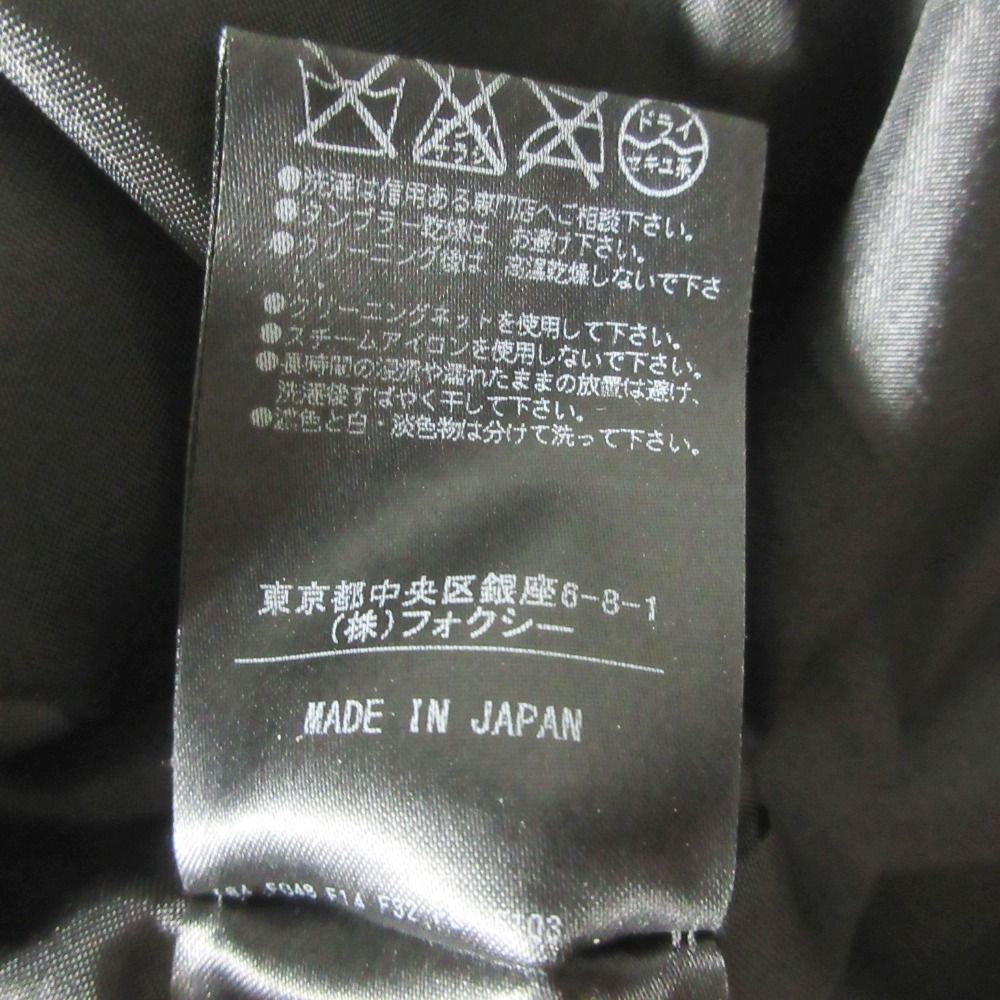 ドライ
エンソ
サラシ
セキユ系
洗濯は信用ある専門店へご相談下さい。
タンブラー乾燥は お避け下さい。
クリーニング後は 高温乾燥しないで下さ
い。
クリーニングネットを使用して下さい。
スチームアイロンを使用しないで下さい。
長時間の浸漬や濡れたままの放置は避け、
洗濯後すばやく干して下さい。
濃色と白・淡色物は分けて洗って下さい。
東京都中央区銀座6-8-1
(株)フォクシー
MADE IN JAPAN
F14